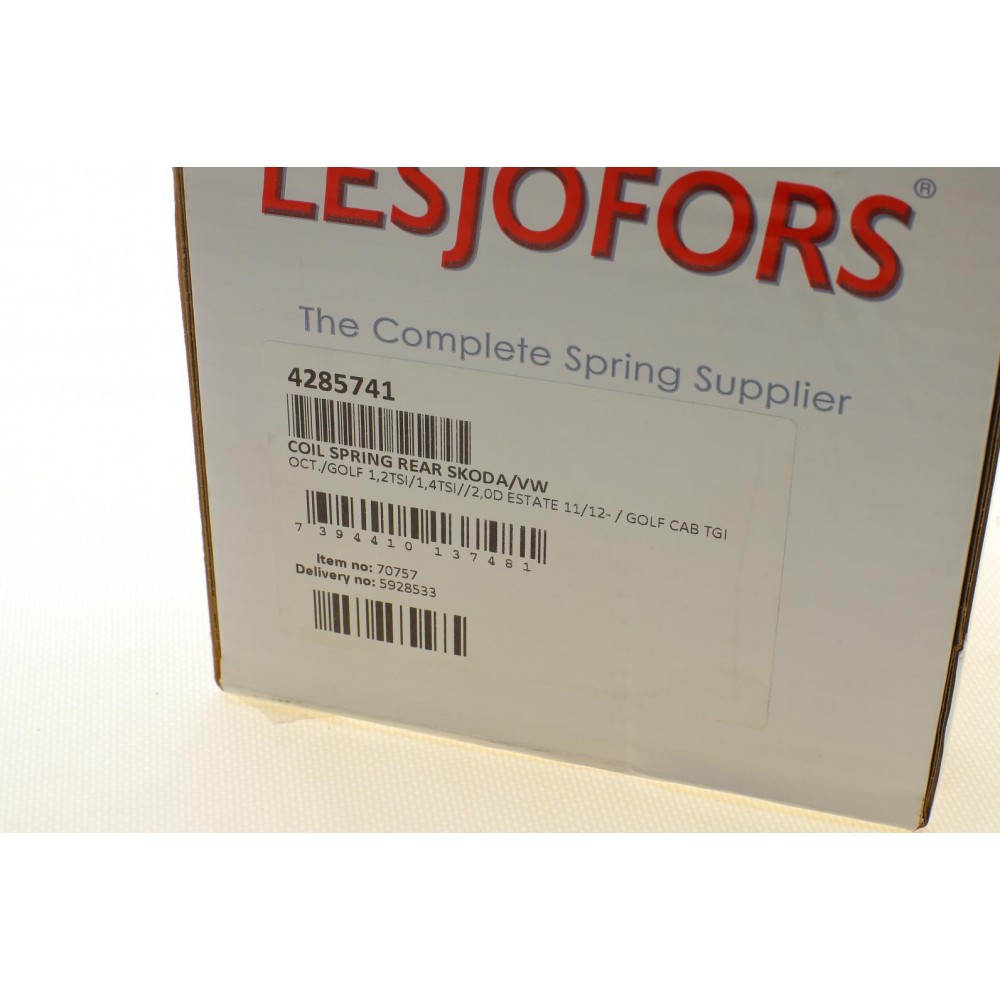 LESJOFORS®
The Complete Spring Supplier
4285741
COIL SPRING REAR SKODA/VW
OCT./GOLF 1,2TSI/1,4TSI//2,0D ESTATE 11/12- / GOLF CAB TGI
7 394410 137461
Item no: 70757
Delivery no: 5928533